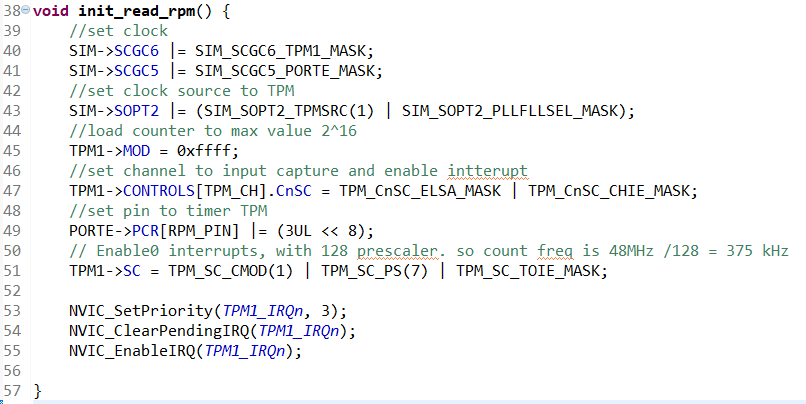 38 void init_read_rpm() {
39 //set clock
40 SIM->SCGC6 |= SIM_SCGC6_TPM1_MASK;
41 SIM->SCGC5 |= SIM_SCGC5_PORTE_MASK;
42 //set clock source to TPM
43 SIM->SOPT2 |= (SIM_SOPT2_TPMSRC(1) | SIM_SOPT2_PLLFLLSEL_MASK);
44 //load counter to max value 2^16
45 TPM1->MOD = 0xffff;
46 //set channel to input capture and enable intterupt
47 TPM1->CONTROLS[TPM_CH].CnSC = TPM_CnSC_ELSA_MASK | TPM_CnSC_CHIE_MASK;
48 //set pin to timer TPM
49 PORTE->PCR[RPM_PIN] |= (3UL << 8);
50 // Enable0 interrupts, with 128 prescaler. so count freq is 48MHz /128 = 375 kHz
51 TPM1->SC = TPM_SC_CMOD(1) | TPM_SC_PS(7) | TPM_SC_TOIE_MASK;
52
53 NVIC_SetPriority(TPM1_IRQn, 3);
54 NVIC_ClearPendingIRQ(TPM1_IRQn);
55 NVIC_EnableIRQ(TPM1_IRQn);
56
57 }